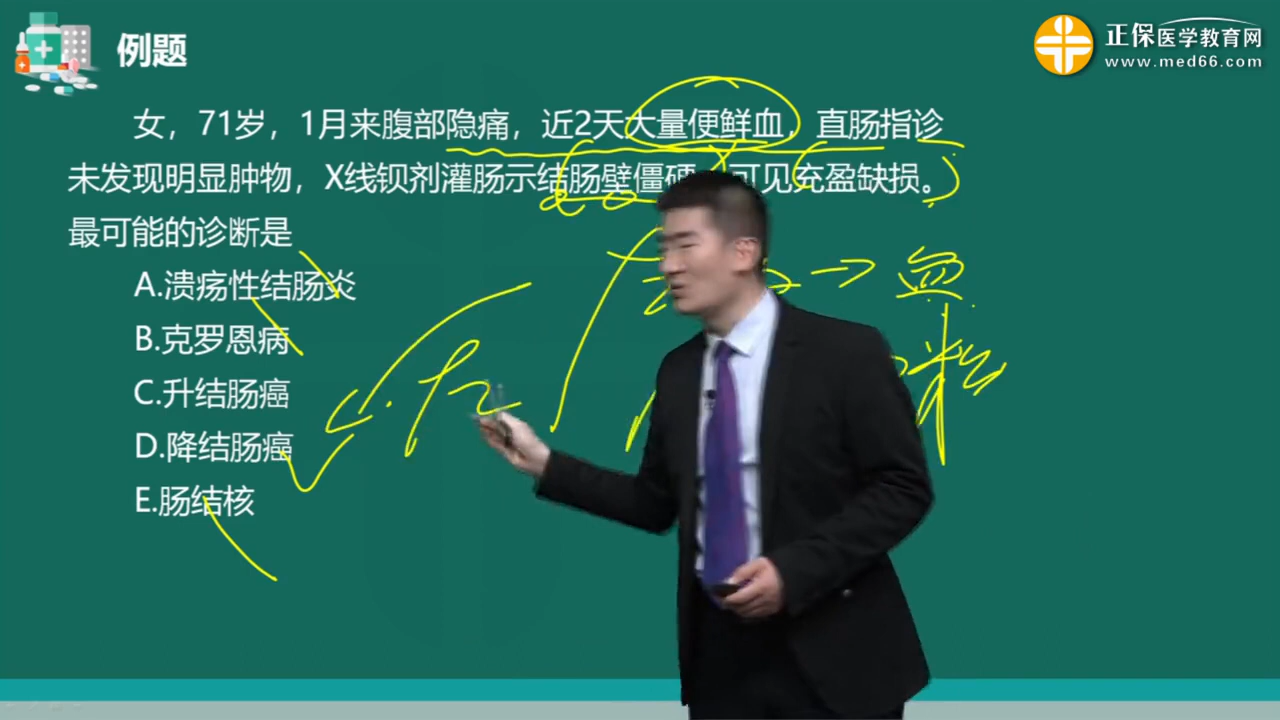 例题
正保医学教育网
www.med66.com
女，71岁，1月来腹部隐痛，近2天大量便鲜血，直肠指诊
未发现明显肿物，X线钡剂灌肠示结肠壁僵硬 可见充盈缺损。
最可能的诊断是
A.溃疡性结肠炎
B.克罗恩病
C.升结肠癌
D.降结肠癌
E.肠结核
血